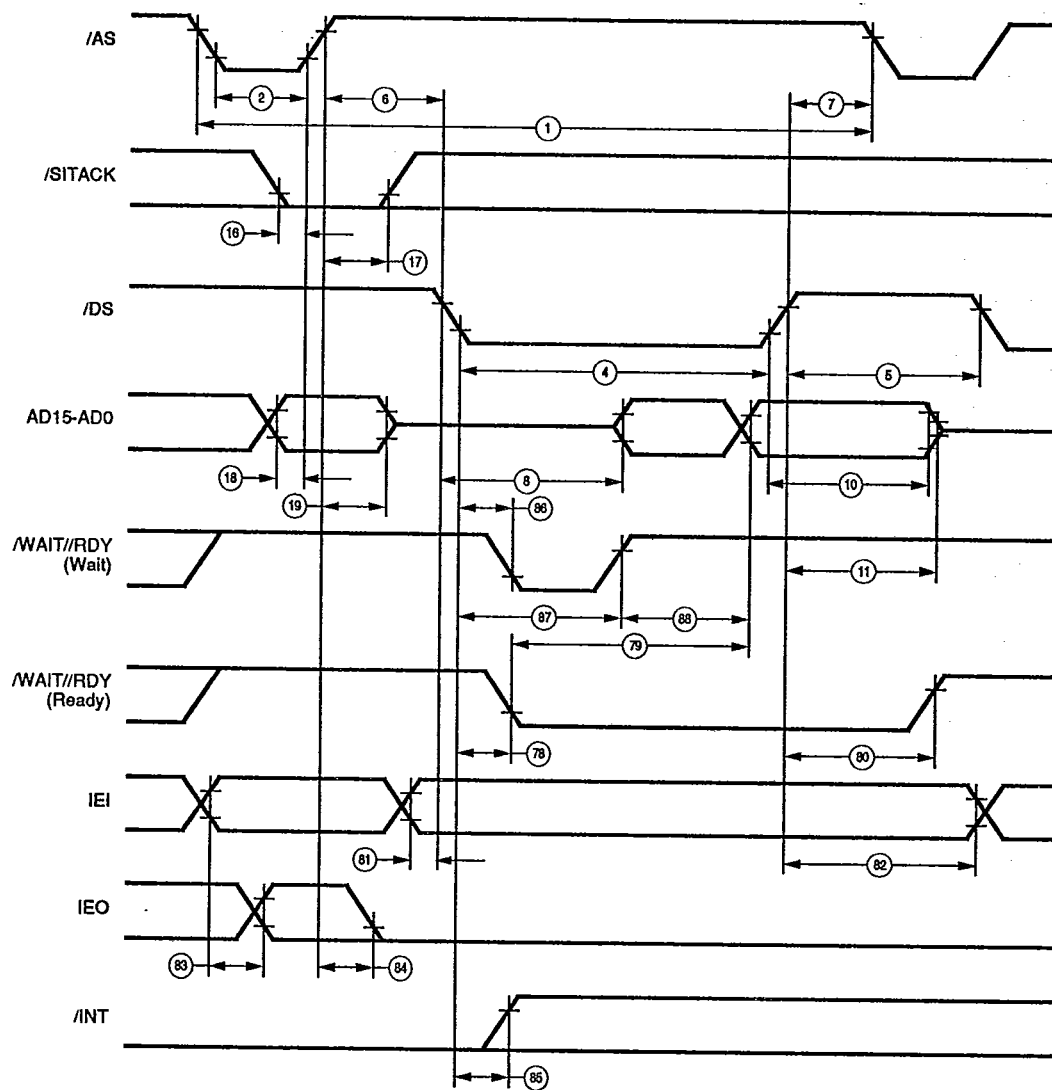 /AS
2
6
7
1
/SITACK
16
17
/DS
4
5
AD15-AD0
18
8
10
19
86
/WAIT//RDY
(Wait)
11
87
88
79
/WAIT//RDY
(Ready)
78
80
IEI
81
82
IEO
83
84
/INT
85